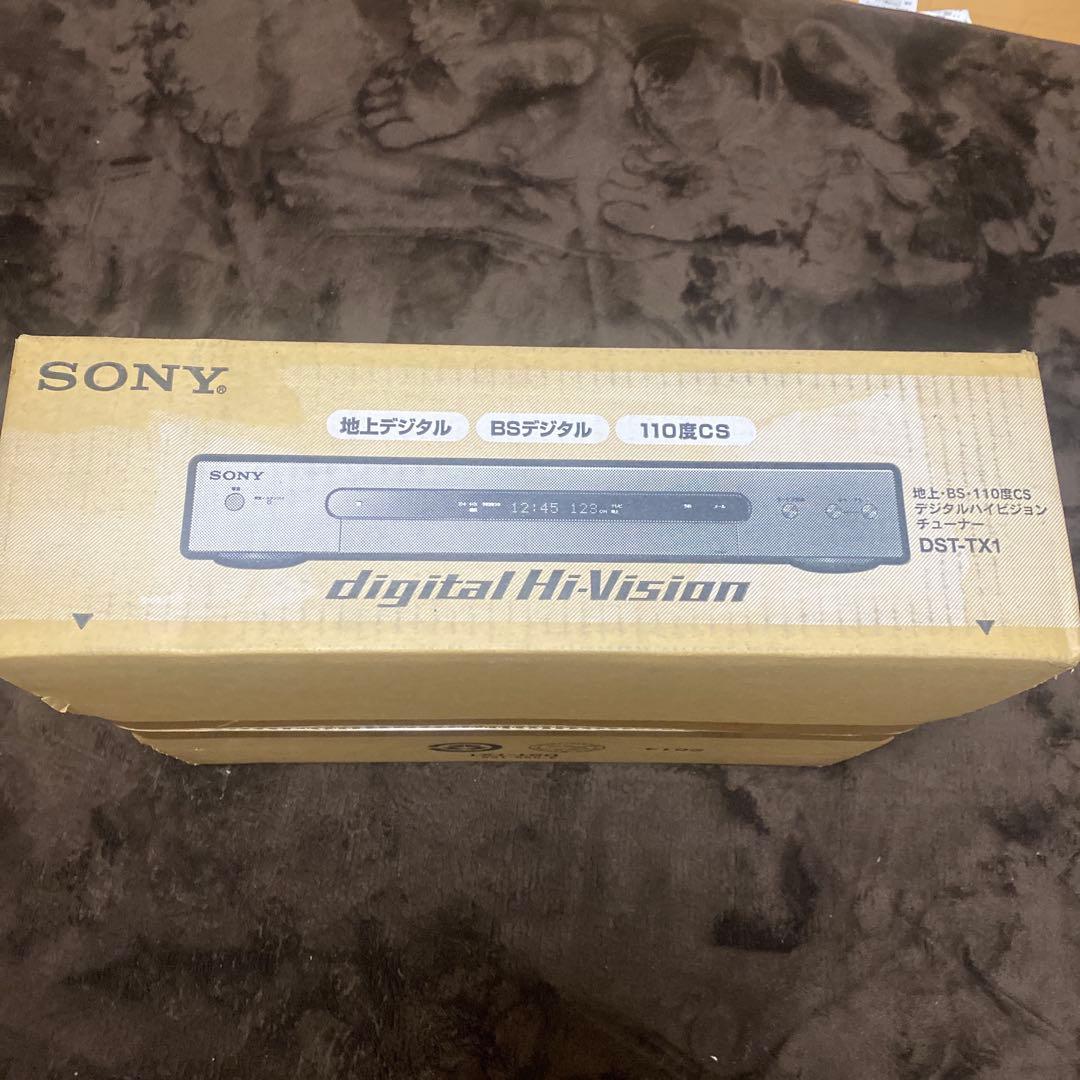 SONY®
地上デジタル
BSデジタル
110度CS
SONY
12:45 123CH
地上・BS・110度CS
デジタルハイビジョン
チューナー
DST-TX1
digital Hi-Vision